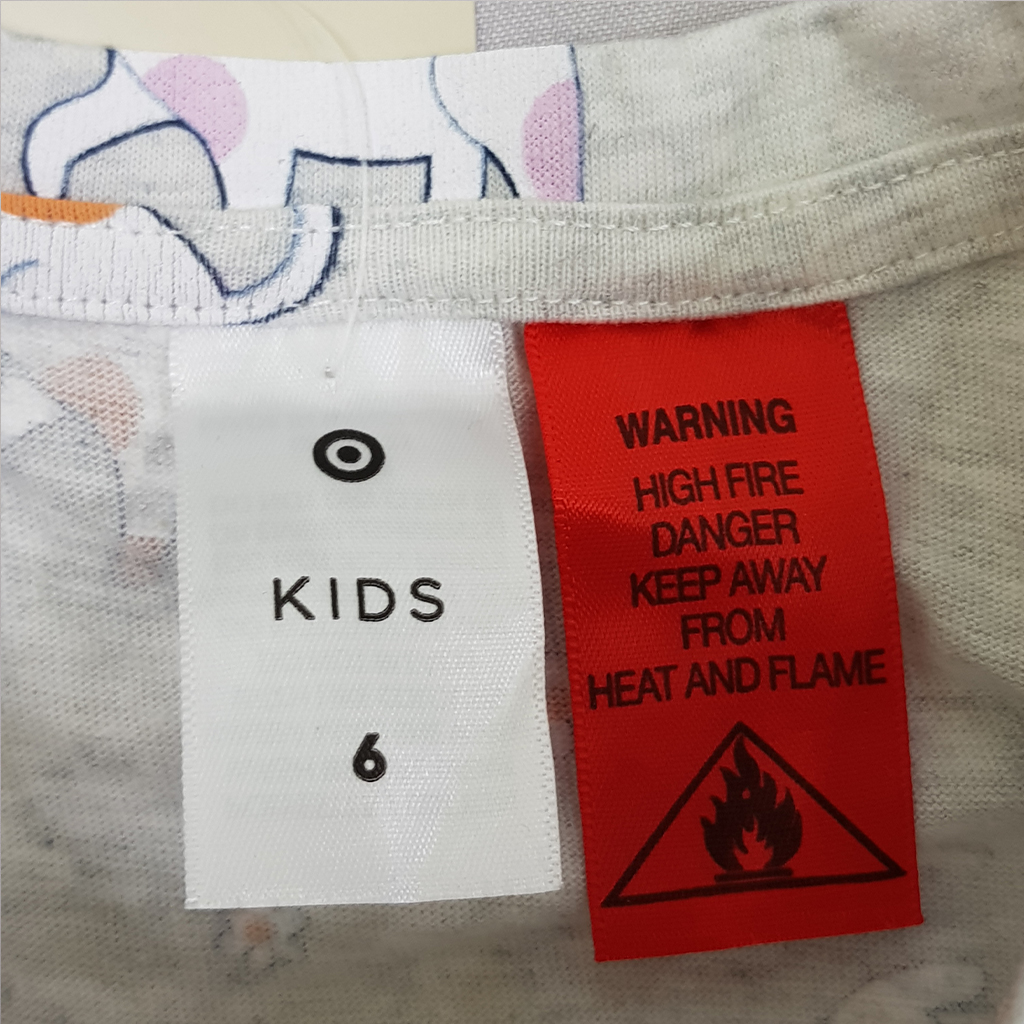 KIDS
6
WARNING
HIGH FIRE
DANGER
KEEP AWAY
FROM
HEAT AND FLAME